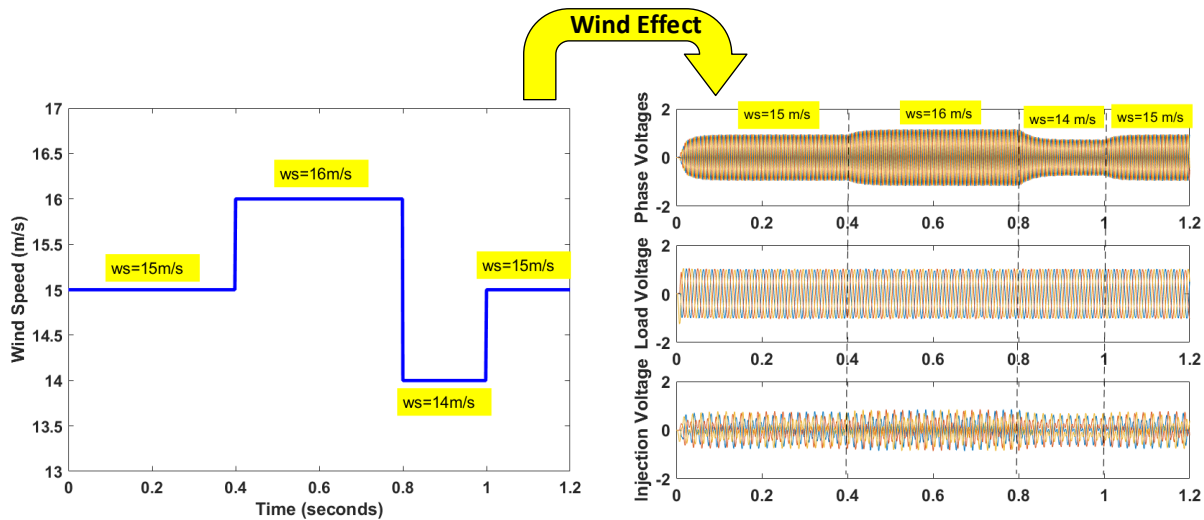 Wind Effect
17
16.5
16
15.5
15
14.5
14
13.5
13
Wind Speed (m/s)
ws=15m/s
ws=16m/s
ws=14m/s
ws=15m/s
0 0.2 0.4 0.6 0.8 1 1.2
Time (seconds)
Phase Voltages
2
0
-2
ws=15 m/s
ws=16 m/s
ws=14 m/s
ws=15 m/s
0 0.2 0.4 0.6 0.8 1 1.2
Load Voltage
2
0
-2
0 0.2 0.4 0.6 0.8 1 1.2
Injection Voltage
2
0
-2
0 0.2 0.4 0.6 0.8 1 1.2